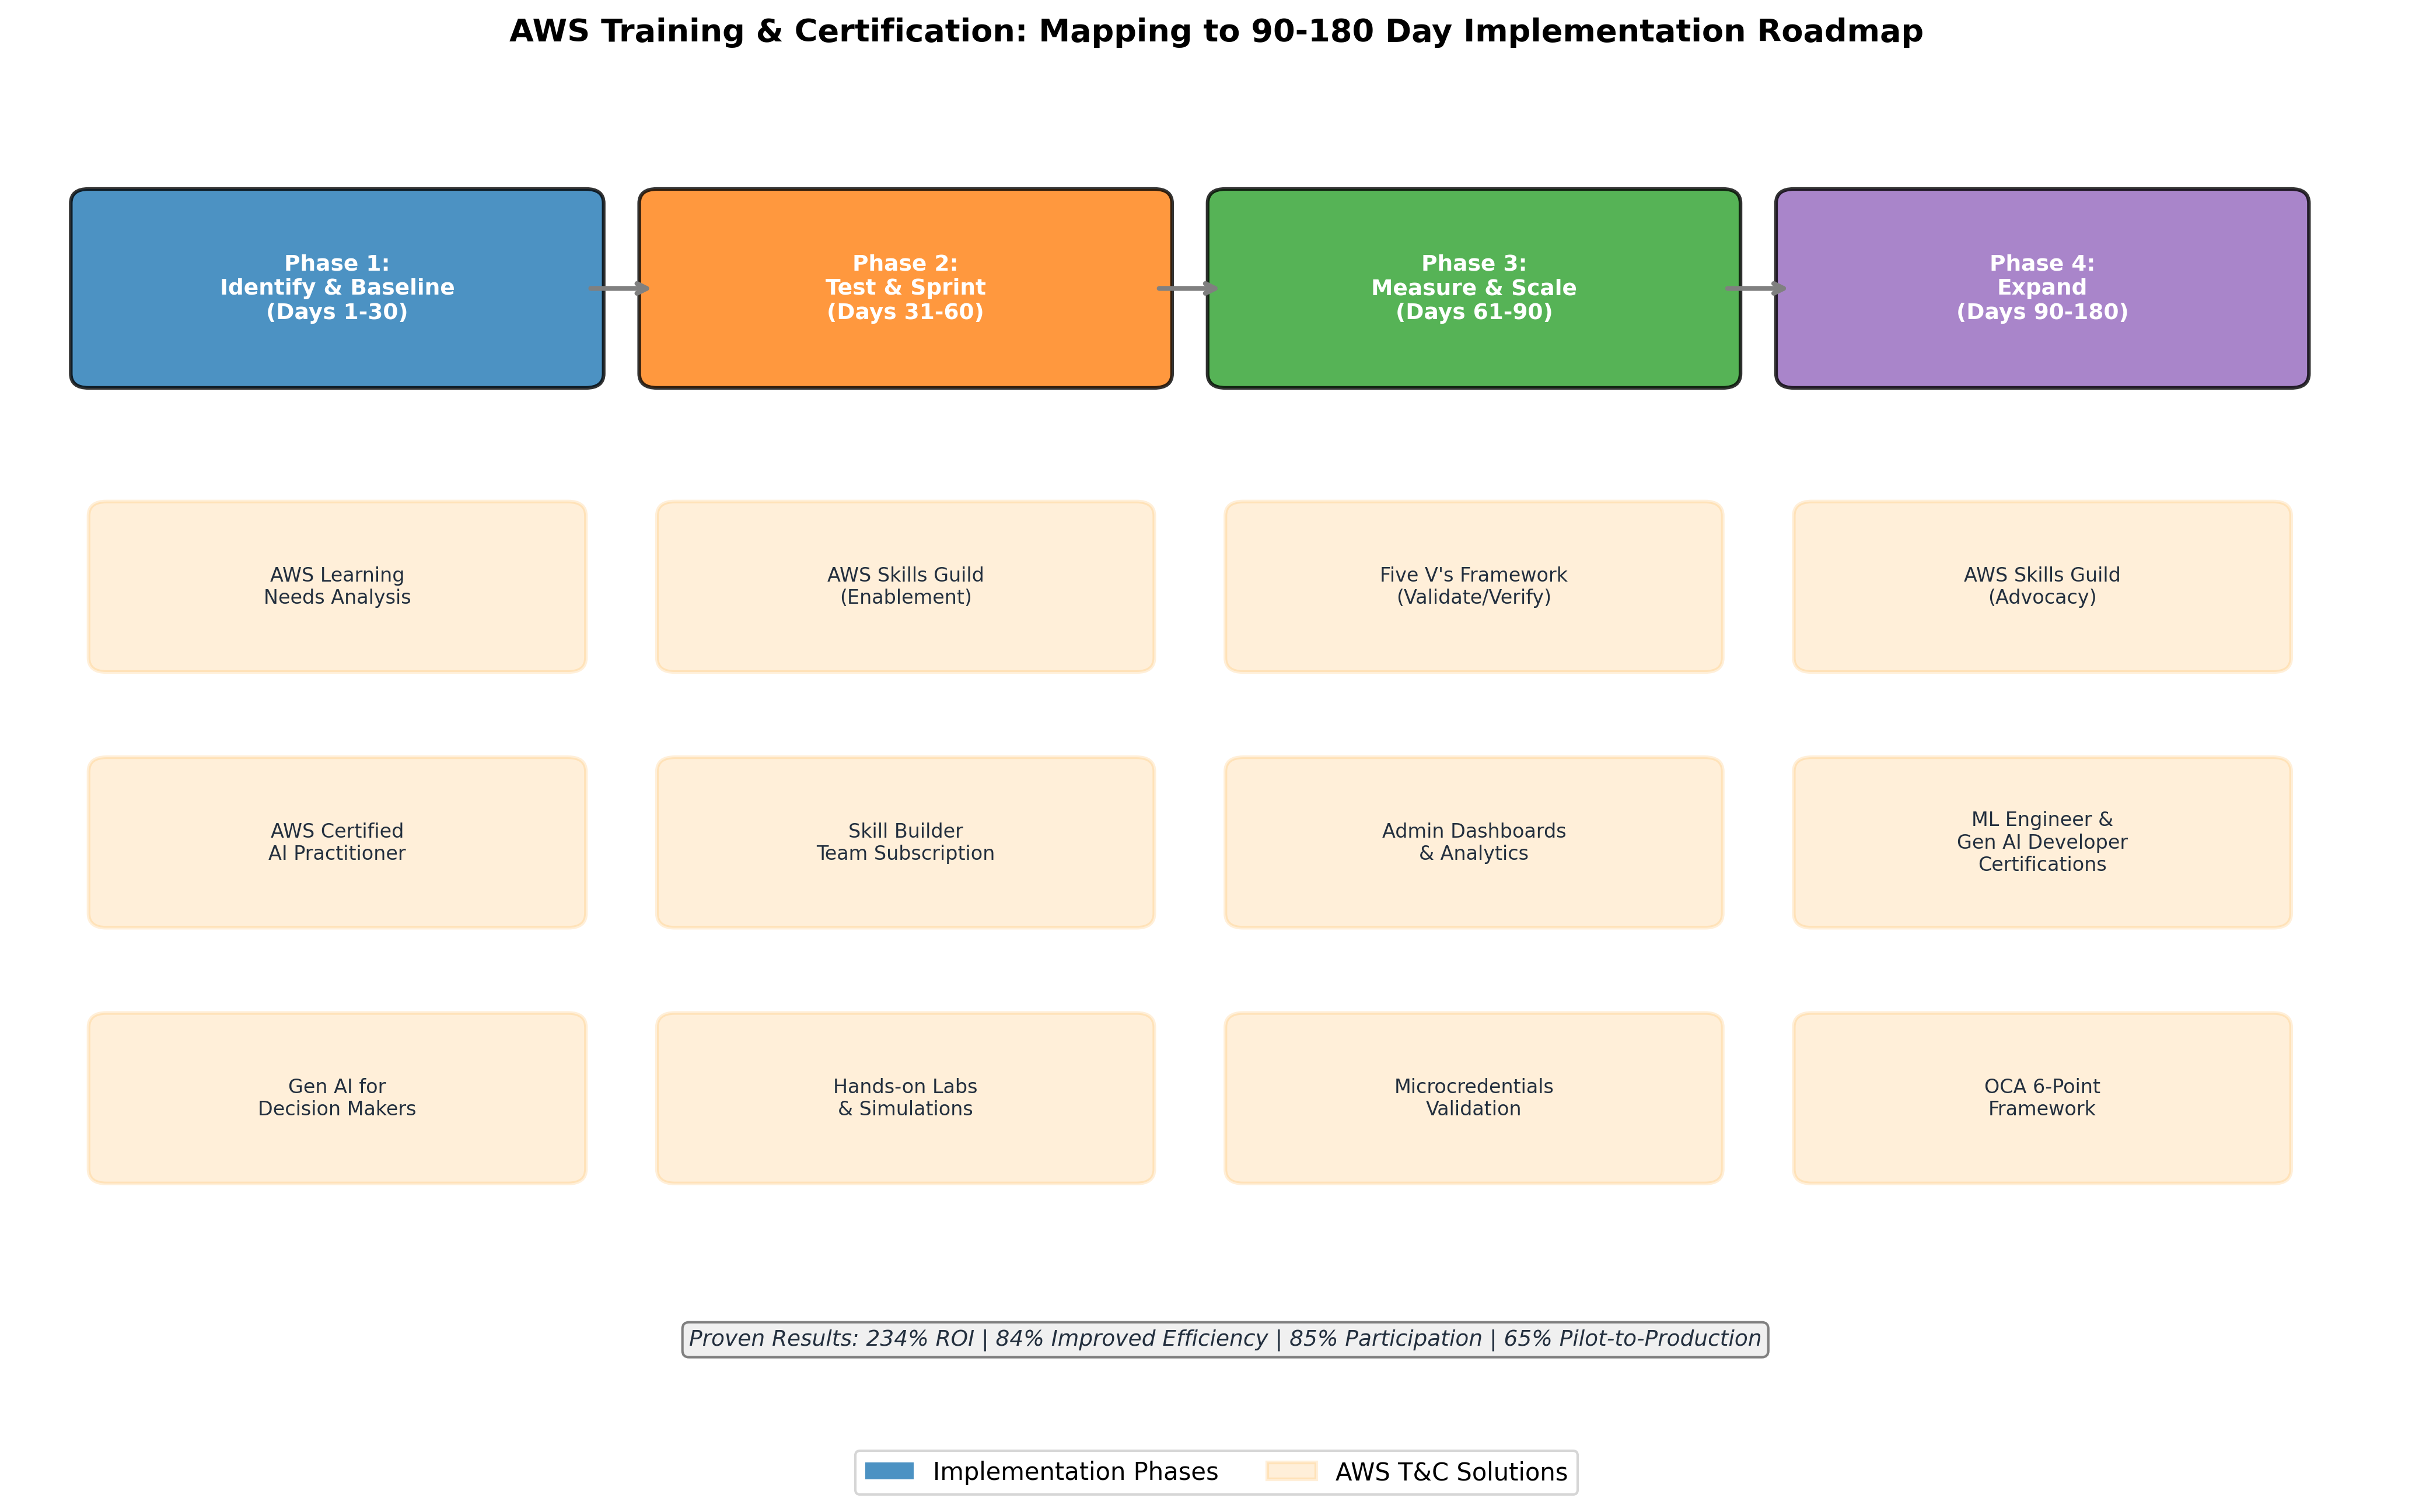 AWS Training & Certification: Mapping to 90-180 Day Implementation Roadmap
Phase 1:
Identify & Baseline
(Days 1-30)
Phase 2:
Test & Sprint
(Days 31-60)
Phase 3:
Measure & Scale
(Days 61-90)
Phase 4:
Expand
(Days 90-180)
AWS Learning
Needs Analysis
AWS Skills Guild
(Enablement)
Five V's Framework
(Validate/Verify)
AWS Skills Guild
(Advocacy)
AWS Certified
AI Practitioner
Skill Builder
Team Subscription
Admin Dashboards
& Analytics
ML Engineer &
Gen AI Developer
Certifications
Gen AI for
Decision Makers
Hands-on Labs
& Simulations
Microcredentials
Validation
OCA 6-Point
Framework
Proven Results: 234% ROI | 84% Improved Efficiency | 85% Participation | 65% Pilot-to-Production
Implementation Phases
AWS T&C Solutions